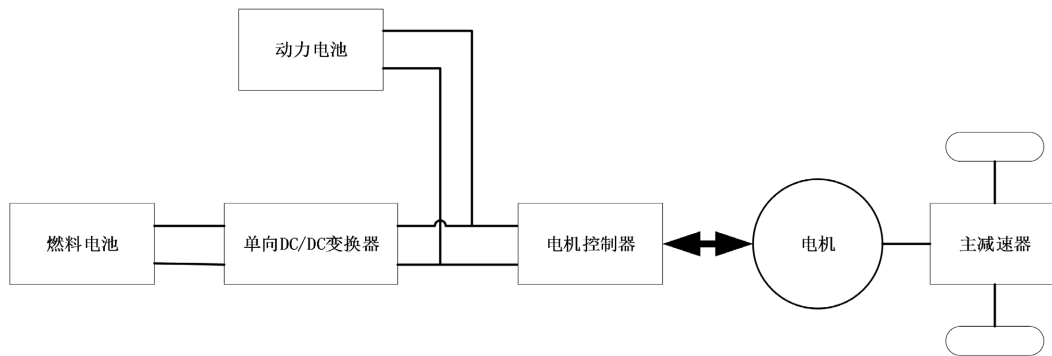 动力电池
燃料电池
单向DC/DC变换器
电机控制器
电机
主减速器